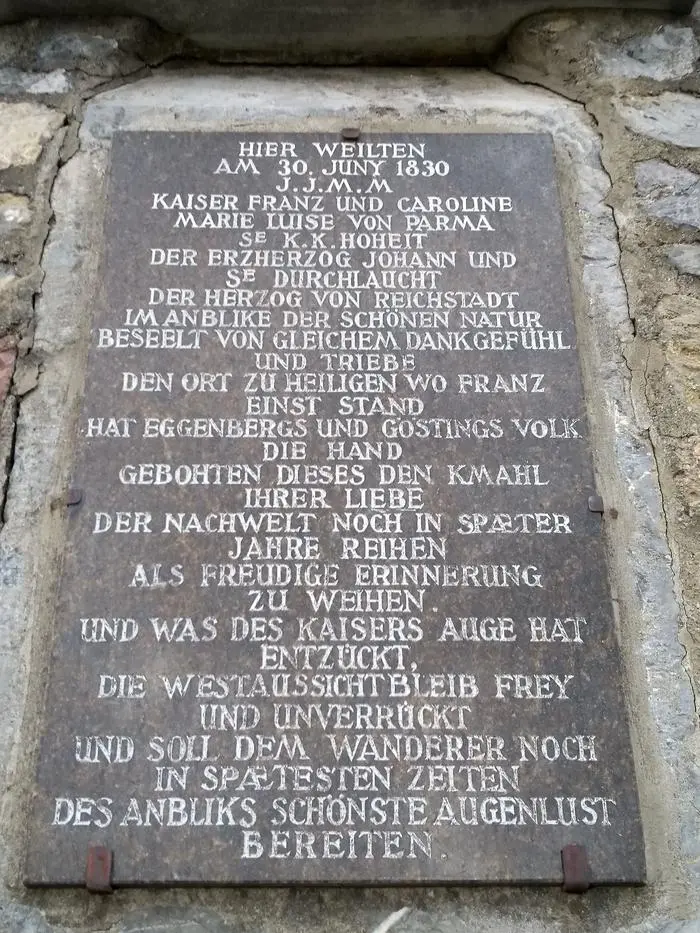 HIER WEILTEN
AM 30. JUNY 1830
J.J.M.M
KAISER FRANZ UND CAROLINE
MARIE LUISE VON PARMA
SE K.K.HOHEIT
DER ERZHERZOG JOHANN UND
SE DURCHLAUCHT
DER HERZOG VON REICHSTADT
IM ANBLIKE DER SCHÖNEN NATUR
BESEELT VON GLEICHEM DANKGEFÜHL
UND TRIEBE
DEN ORT ZU HEILIGEN WO FRANZ
EINST STAND
HAT EGGENBERGS UND GÖSTINGS VOLK
DIE HAND
GEBOHTEN DIESES DEN KMAHL
IHRER LIEBE
DER NACHWELT NOCH IN SPÆTER
JAHRE REIHEN
ALS FREUDIGE ERINNERUNG
ZU WEIHEN.
UND WAS DES KAISERS AUGE HAT
ENTZÜCKT,
DIE WESTAUSSICHT BLEIB FREY
UND UNVERRÜCKT
UND SOLL DEM WANDERER NOCH
IN SPÆTESTEN ZEITEN
DES ANBLIKS SCHÖNSTE AUGENLUST
BEREITEN.